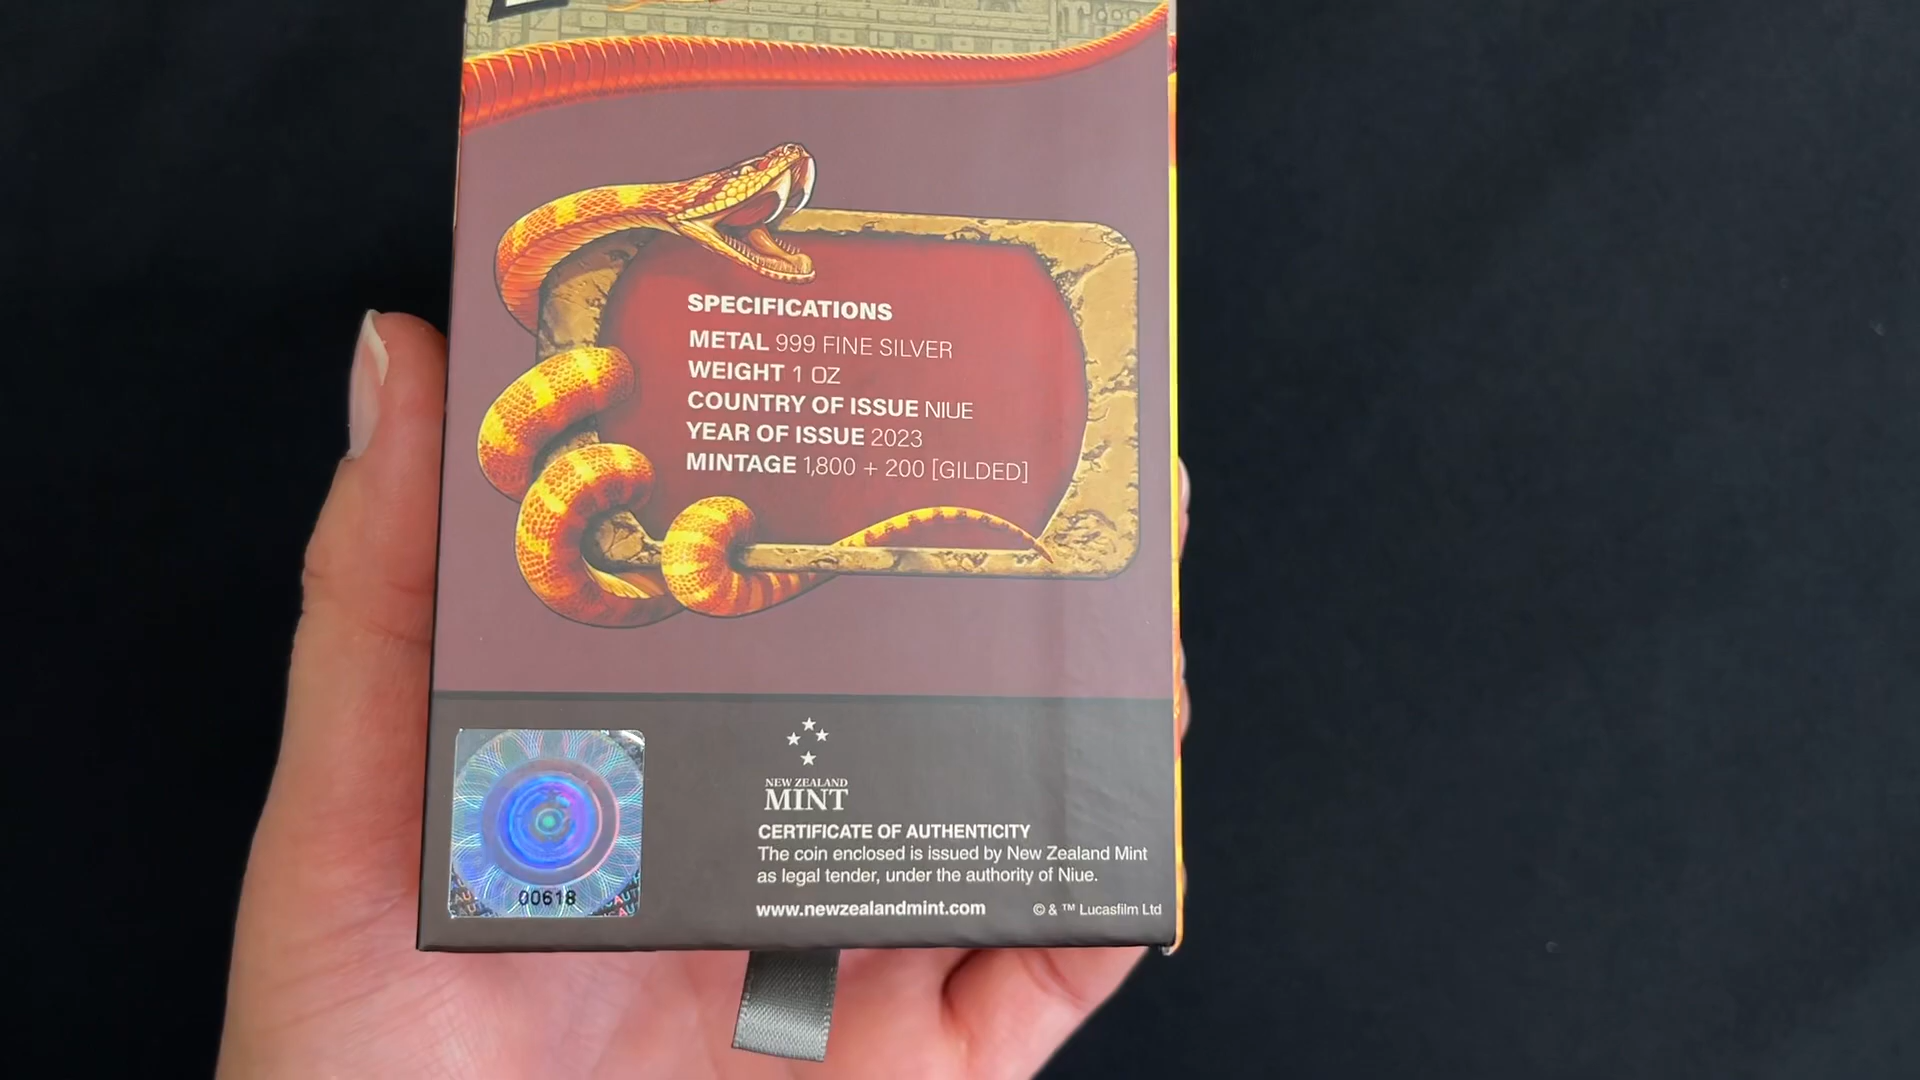 SPECIFICATIONS
METAL 999 FINE SILVER
WEIGHT 1 OZ
COUNTRY OF ISSUE NIUE
YEAR OF ISSUE 2023
MINTAGE 1,800 + 200 [GILDED]
NEW ZEALAND
MINT
CERTIFICATE OF AUTHENTICITY
The coin enclosed is issued by New Zealand Mint
as legal tender, under the authority of Niue.
www.newzealandmint.com © & ™ Lucasfilm Ltd
00618